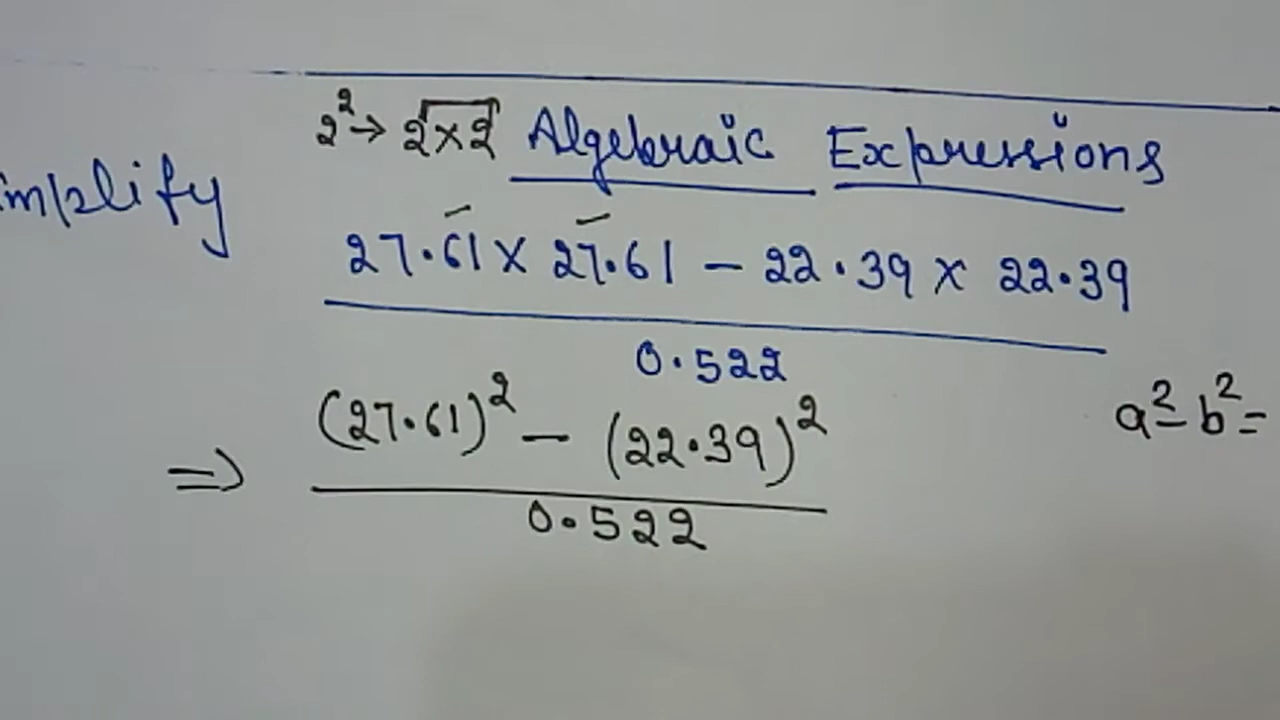 2² → 2×2 Algebraic Expressions
implify
27.61 × 27.61 – 22.39 × 22.39
0.522
a² – b² =
⇒ (27.61)² – (22.39)²
0.522